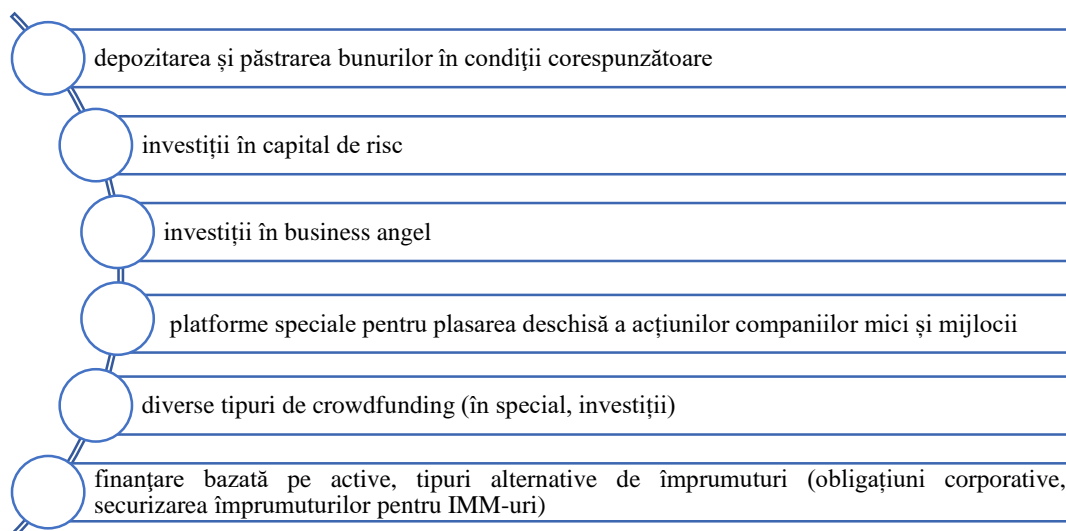 depozitarea și păstrarea bunurilor în condiţii corespunzătoare
investiții în capital de risc
investiții în business angel
platforme speciale pentru plasarea deschisă a acțiunilor companiilor mici și mijlocii
diverse tipuri de crowdfunding (în special, investiții)
finanţare bazată pe active, tipuri alternative de împrumuturi (obligațiuni corporative,
securizarea împrumuturilor pentru IMM-uri)